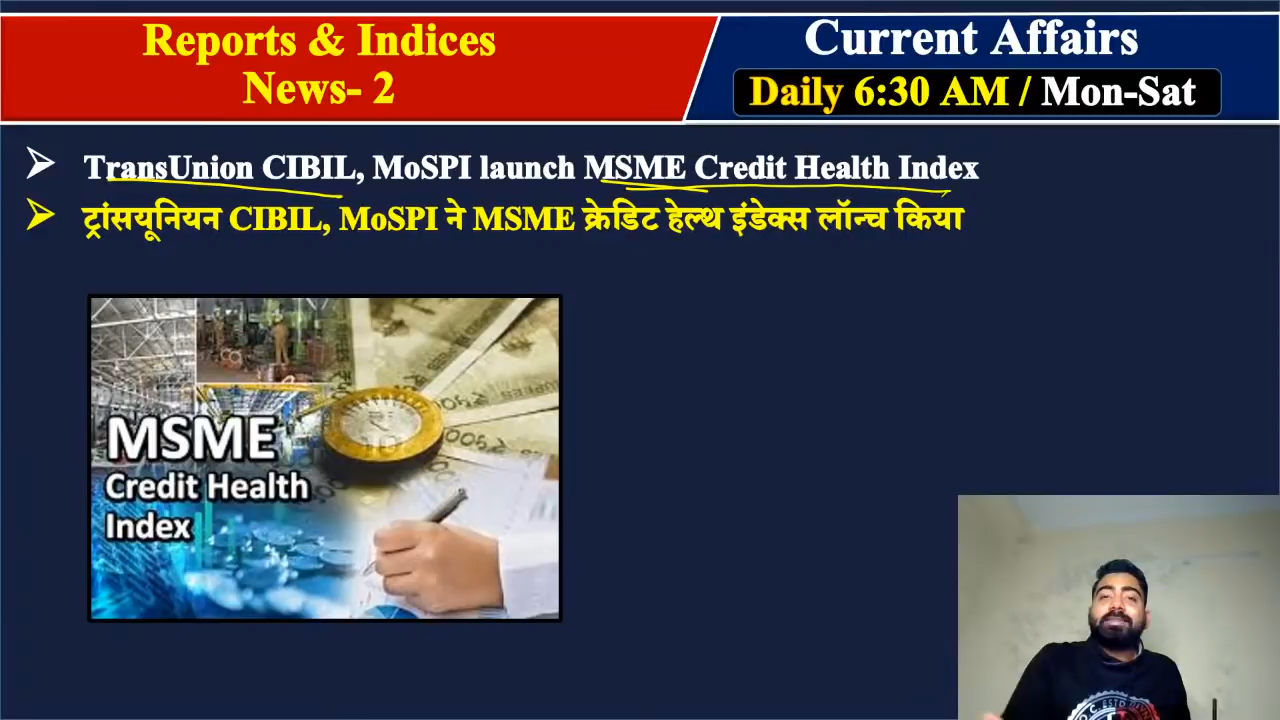 Reports & Indices
News- 2
Current Affairs
Daily 6:30 AM / Mon-Sat
TransUnion CIBIL, MoSPI launch MSME Credit Health Index
ट्रांसयूनियन CIBIL, MoSPI ने MSME क्रेडिट हेल्थ इंडेक्स लॉन्च किया
MSME
Credit Health
Index